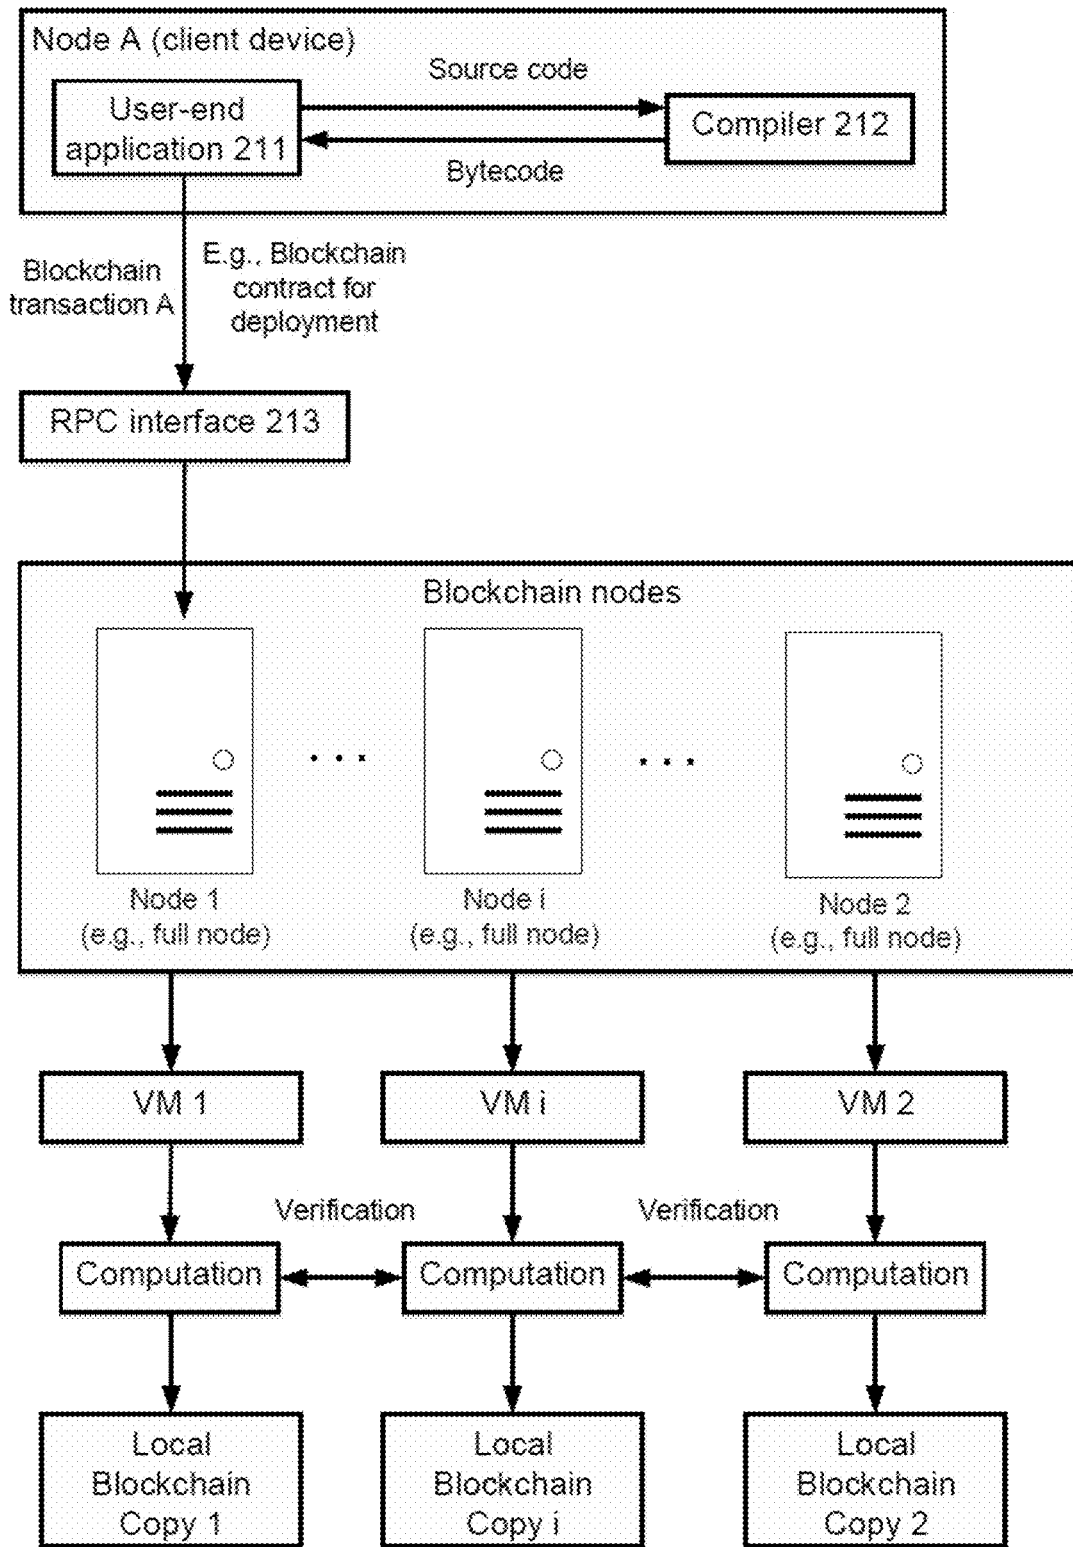 Node A (client device)
Source code
User-end
application 211
Compiler 212
Bytecode
Blockchain
transaction A
E.g., Blockchain
contract for
deployment
RPC interface 213
Blockchain nodes
Node 1
(e.g., full node)
Node i
(e.g., full node)
Node 2
(e.g., full node)
VM 1
VM i
VM 2
Verification
Verification
Computation
Computation
Computation
Local
Blockchain
Copy 1
Local
Blockchain
Copy i
Local
Blockchain
Copy 2